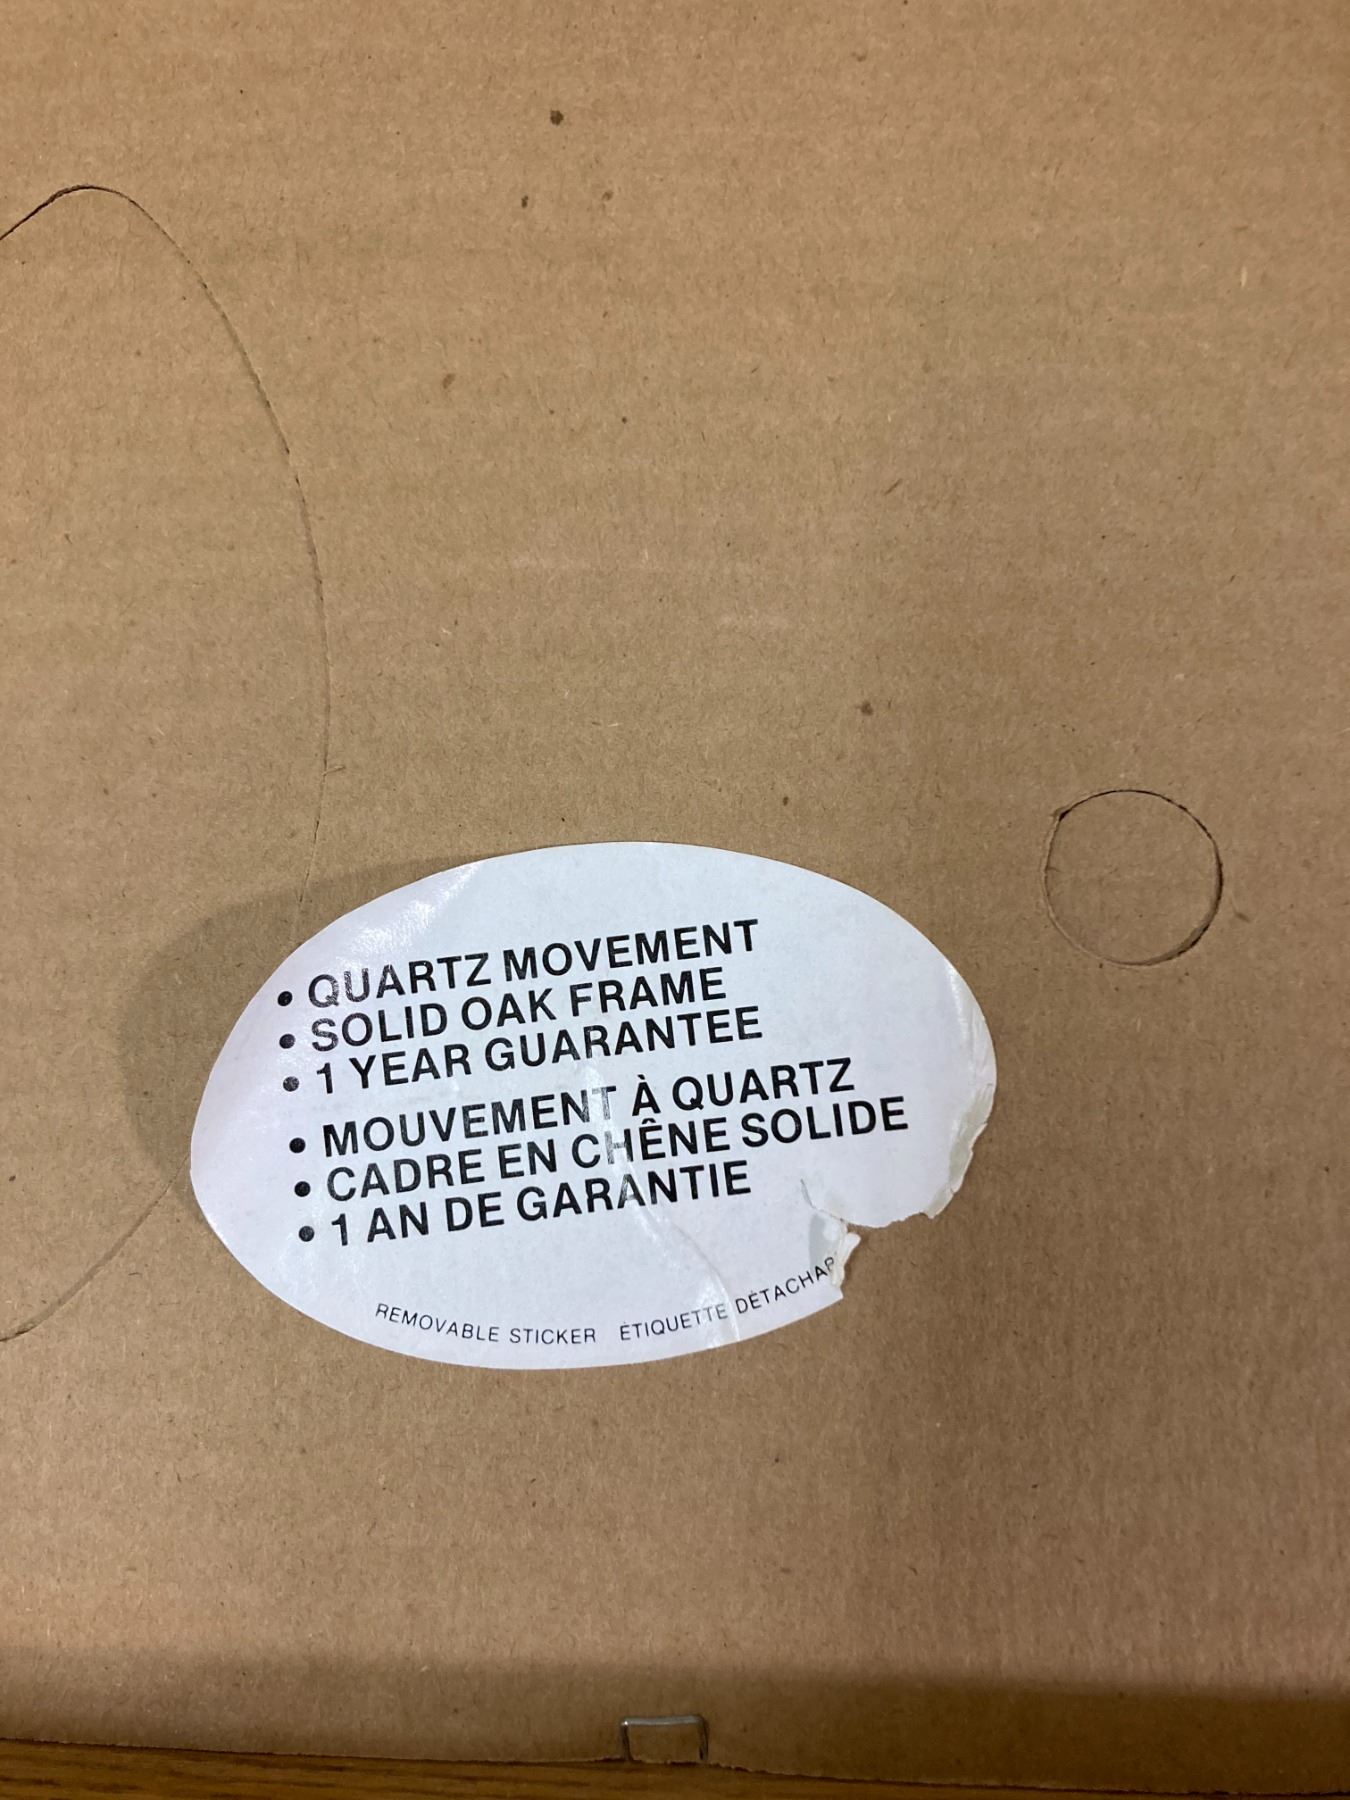 • QUARTZ MOVEMENT
• SOLID OAK FRAME
• 1 YEAR GUARANTEE
• MOUVEMENT À QUARTZ
• CADRE EN CHÊNE SOLIDE
• 1 AN DE GARANTIE
REMOVABLE STICKER ÉTIQUETTE